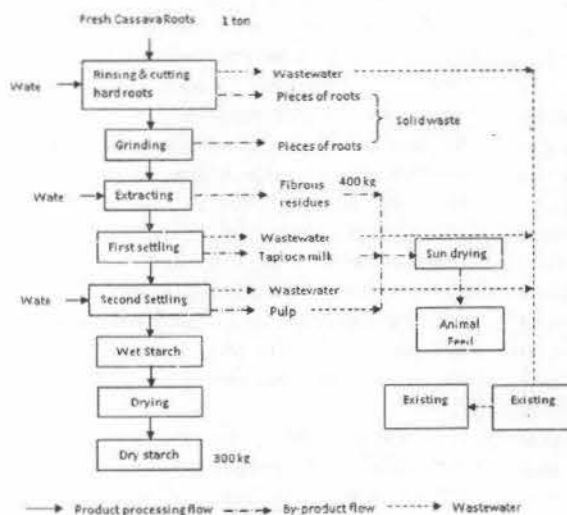 Fresh Cassava Roots 1 ton
Wate
Rinsing & cutting
hard roots
Wastewater
Pieces of roots
Solid waste
Grinding
Pieces of roots
Wate
Extracting
Fibrous
residues
400 kg
First settling
Wastewater
Tapioca milk
Sun drying
Wate
Second Settling
Wastewater
Pulp
Animal
Feed
Wet Starch
Drying
Existing
Existing
Dry starch
300 kg
Product processing flow
By-product flow
Wastewater